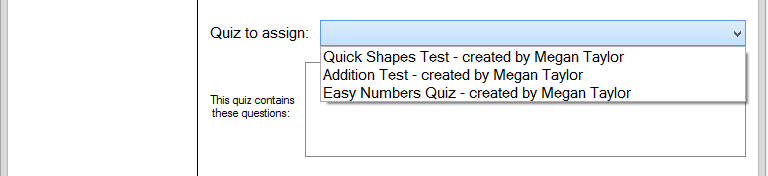 Quiz to assign:
Quick Shapes Test - created by Megan Taylor
Addition Test - created by Megan Taylor
Easy Numbers Quiz - created by Megan Taylor
This quiz contains
these questions: